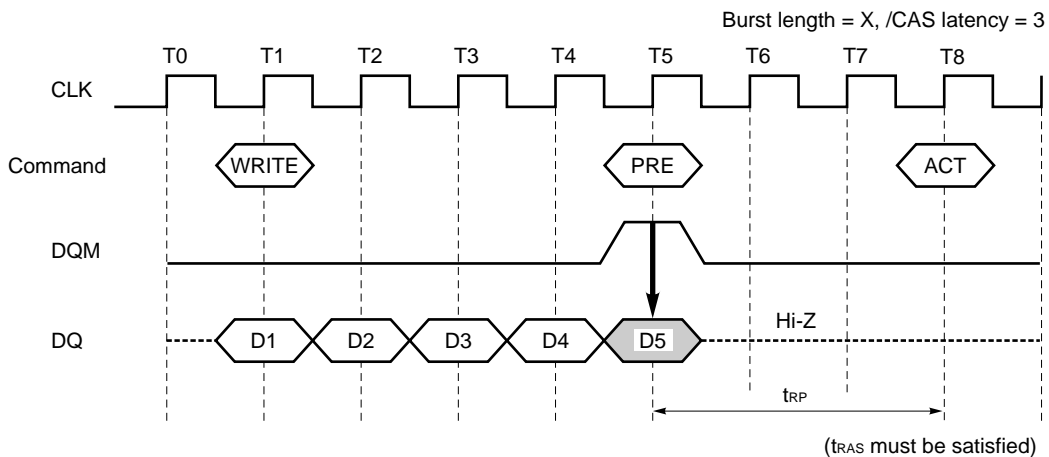 Burst length = X, /CAS latency = 3
T0 T1 T2 T3 T4 T5 T6 T7 T8
CLK
Command WRITE PRE ACT
DQM
DQ D1 D2 D3 D4 D5 Hi-Z
tRP
(tRAS must be satisfied)